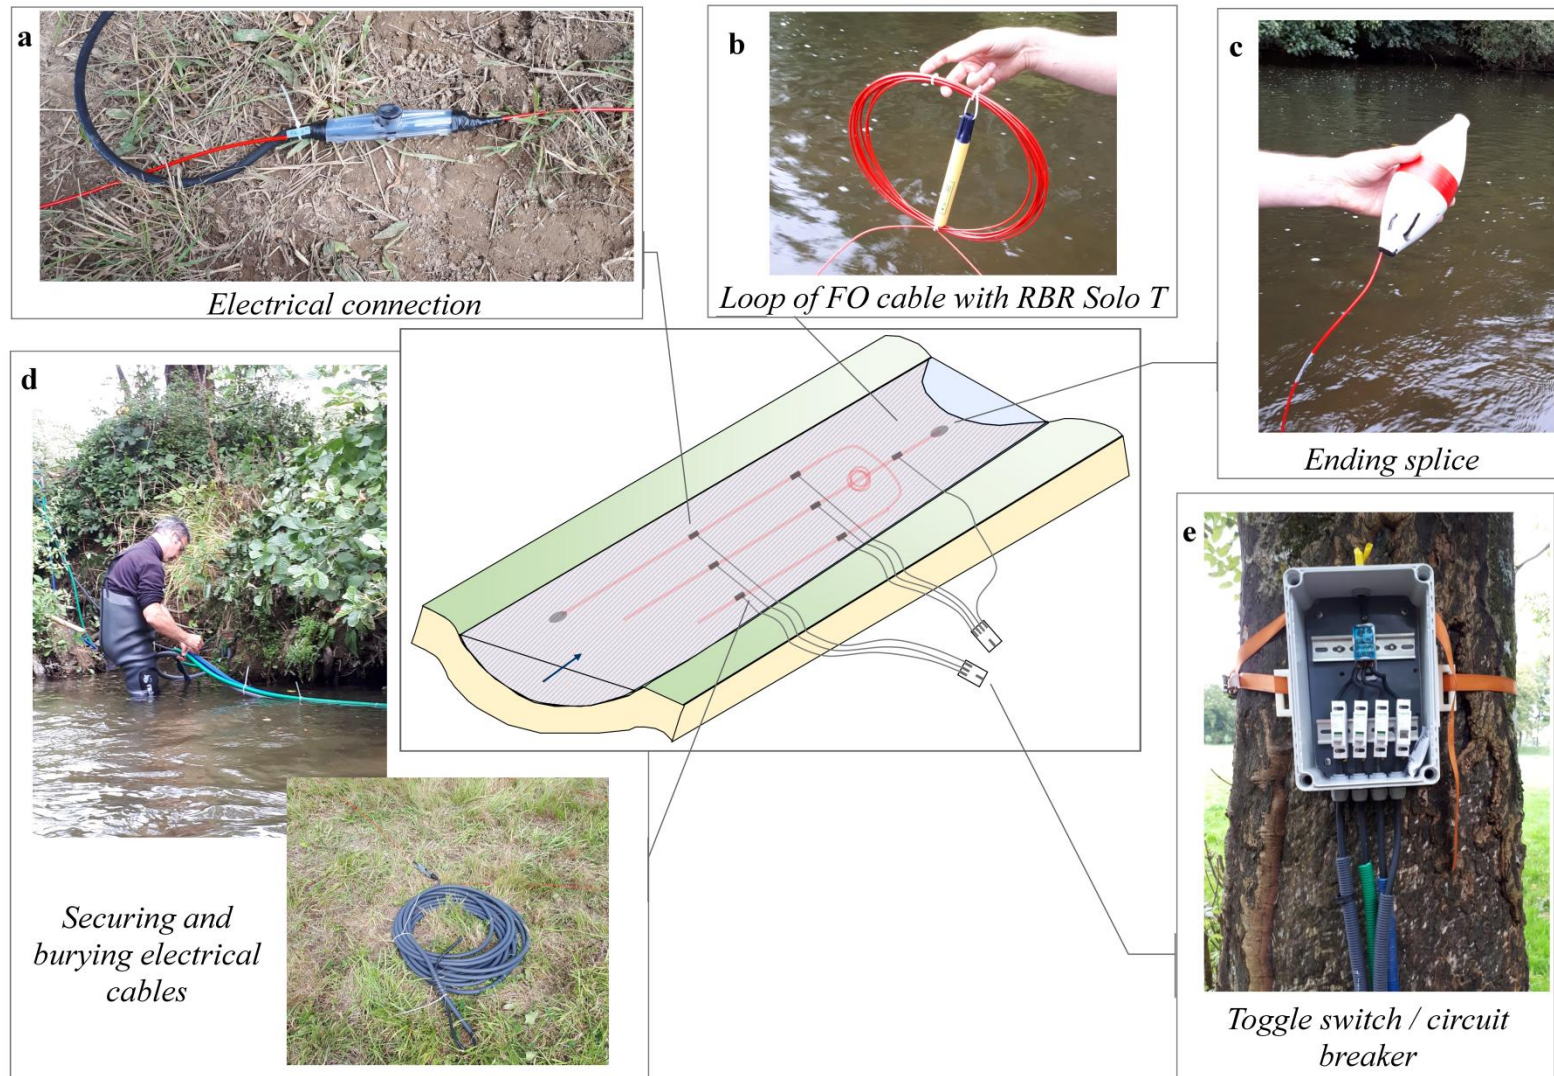 a
Electrical connection
b
Loop of FO cable with RBR Solo T
c
Ending splice
d
Securing and
burying electrical
cables
e
Toggle switch / circuit
breaker